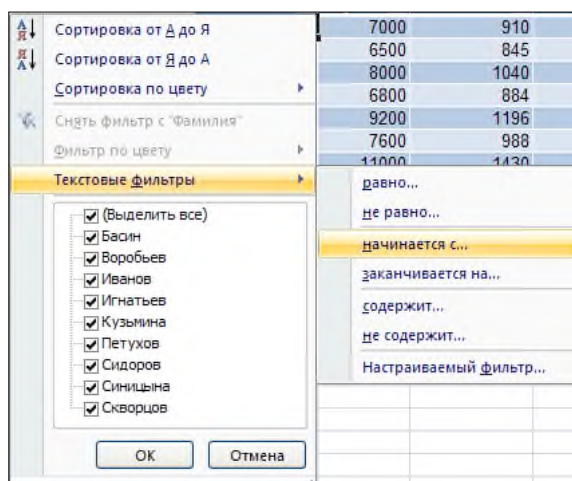 Сортировка от А до Я
Сортировка от Я до А
Сортировка по цвету
Снять фильтр с "Фамилия"
Фильтр по цвету
Текстовые фильтры
(Выделить все)
Басин
Воробьев
Иванов
Игнатьев
Кузьмина
Петухов
Сидоров
Синицына
Скворцов
ОК Отмена
7000 910
6500 845
8000 1040
6800 884
9200 1196
7600 988
11000 1430
равно...
не равно...
начинается с...
заканчивается на...
содержит...
не содержит...
Настраиваемый фильтр...